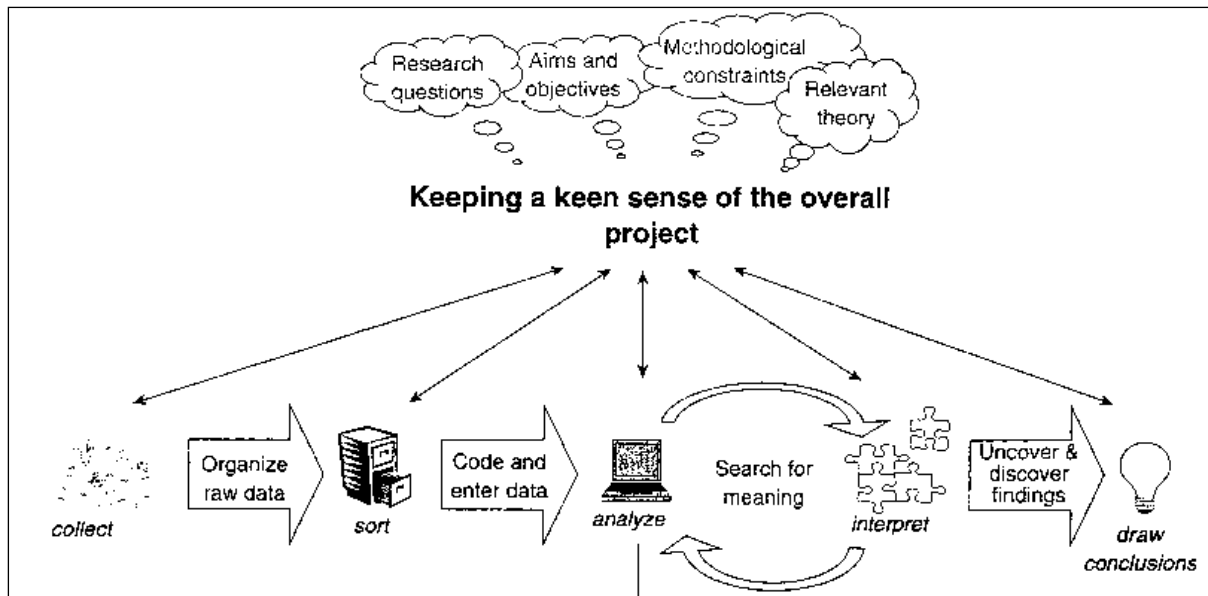 Research
questions
Aims and
objectives
Methodological
constraints
Relevant
theory
Keeping a keen sense of the overall
project
Organize
raw data
Code and
enter data
Search for
meaning
Uncover &
discover
findings
collect
sort
analyze
interpret
draw
conclusions